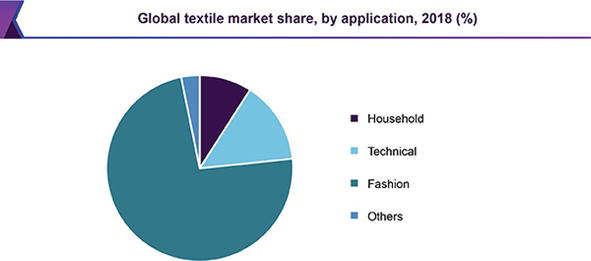 Global textile market share, by application, 2018 (%)
Household
Technical
Fashion
Others